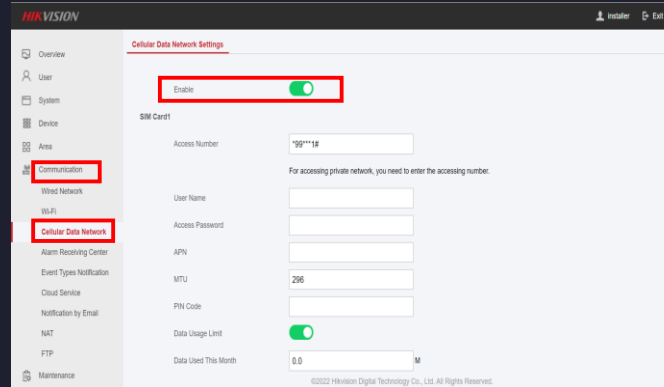 HIKVISION
installer
Exit
Overview
User
System
Device
Area
Communication
Wired Network
Wi-Fi
Cellular Data Network
Alarm Receiving Center
Event Types Notification
Cloud Service
Notification by Email
NAT
FTP
Maintenance
Cellular Data Network Settings
Enable
SIM Card1
Access Number
*99***1#
For accessing private network, you need to enter the accessing number.
User Name
Access Password
APN
MTU
296
PIN Code
Data Usage Limit
Data Used This Month
0.0
M
©2022 Hikvision Digital Technology Co., Ltd. All Rights Reserved.